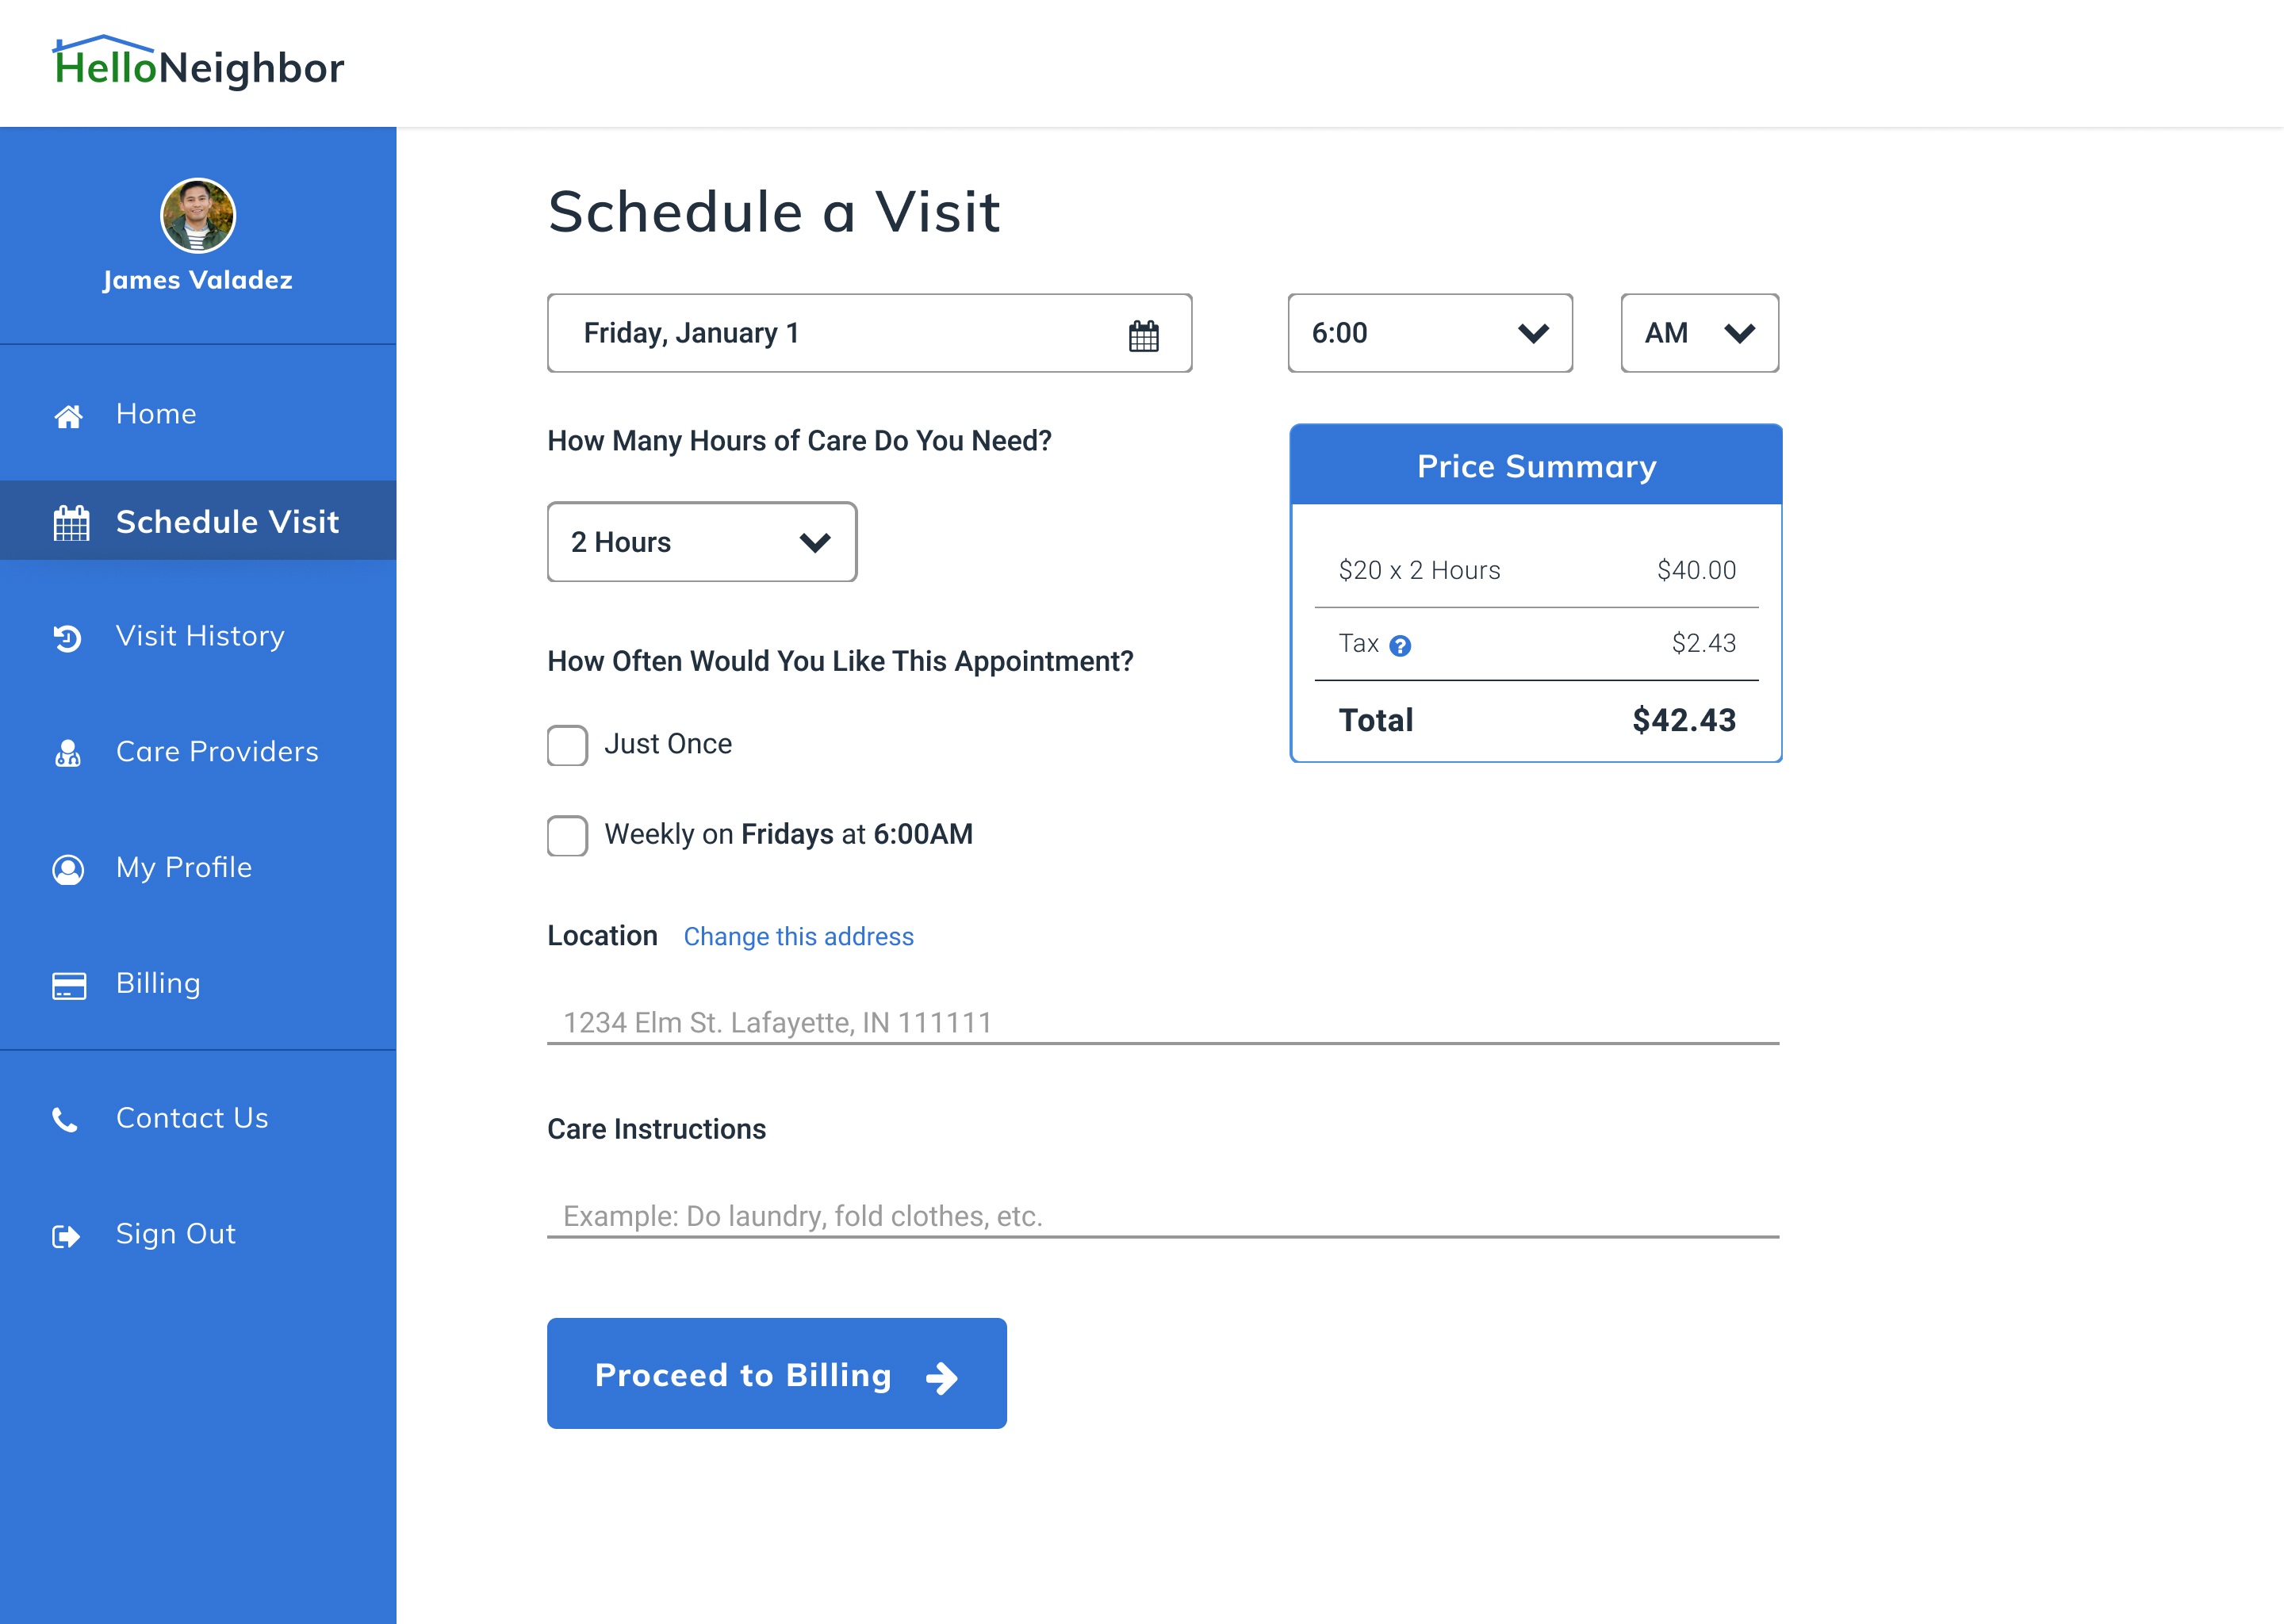 HelloNeighbor
James Valadez
Home
Schedule Visit
Visit History
Care Providers
My Profile
Billing
Contact Us
Sign Out
Schedule a Visit
Friday, January 1
6:00
AM
How Many Hours of Care Do You Need?
2 Hours
How Often Would You Like This Appointment?
Just Once
Weekly on Fridays at 6:00AM
Price Summary
$20 x 2 Hours $40.00
Tax ? $2.43
Total $42.43
Location Change this address
1234 Elm St. Lafayette, IN 111111
Care Instructions
Example: Do laundry, fold clothes, etc.
Proceed to Billing